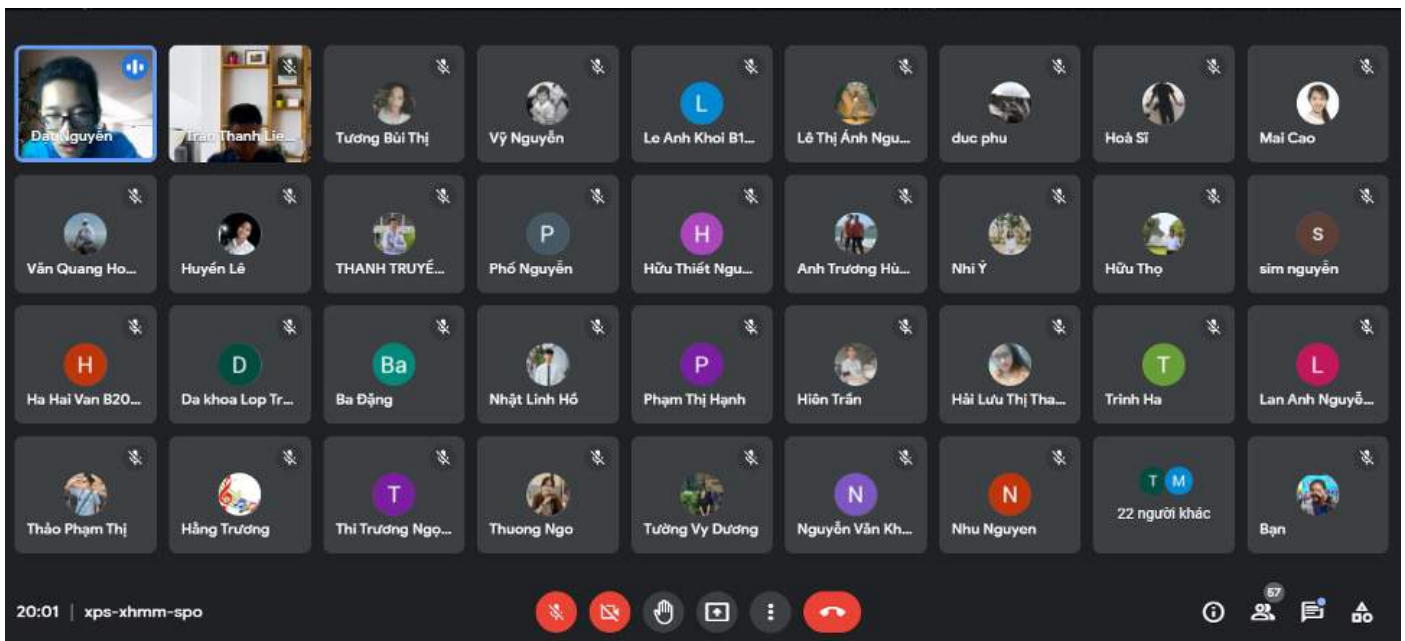 Dat Nguyễn
Trần Thanh Lie...
Tương Bùi Thị
Vỹ Nguyễn
L
Le Anh Khoi B1...
Lê Thị Ánh Ngu...
duc phu
Hoà Sĩ
Mai Cao
Văn Quang Ho...
Huyền Lê
THANH TRUYỀ...
P
Phố Nguyễn
H
Hữu Thiết Ngu...
Anh Trương Hù...
Nhi Ý
Hữu Thọ
s
sim nguyễn
H
Ha Hai Van B20...
D
Da khoa Lop Tr...
Ba
Ba Đặng
Nhật Linh Hồ
P
Phạm Thị Hạnh
Hiên Trần
Hải Lưu Thị Tha...
T
Trinh Ha
L
Lan Anh Nguyễ...
Thảo Phạm Thị
Hằng Trương
T
Thi Trương Ngọ...
Thuong Ngo
Tường Vy Dương
N
Nguyễn Văn Kh...
N
Nhu Nguyen
T M
22 người khác
Bạn
20:01 | xps-xhmm-spo
57